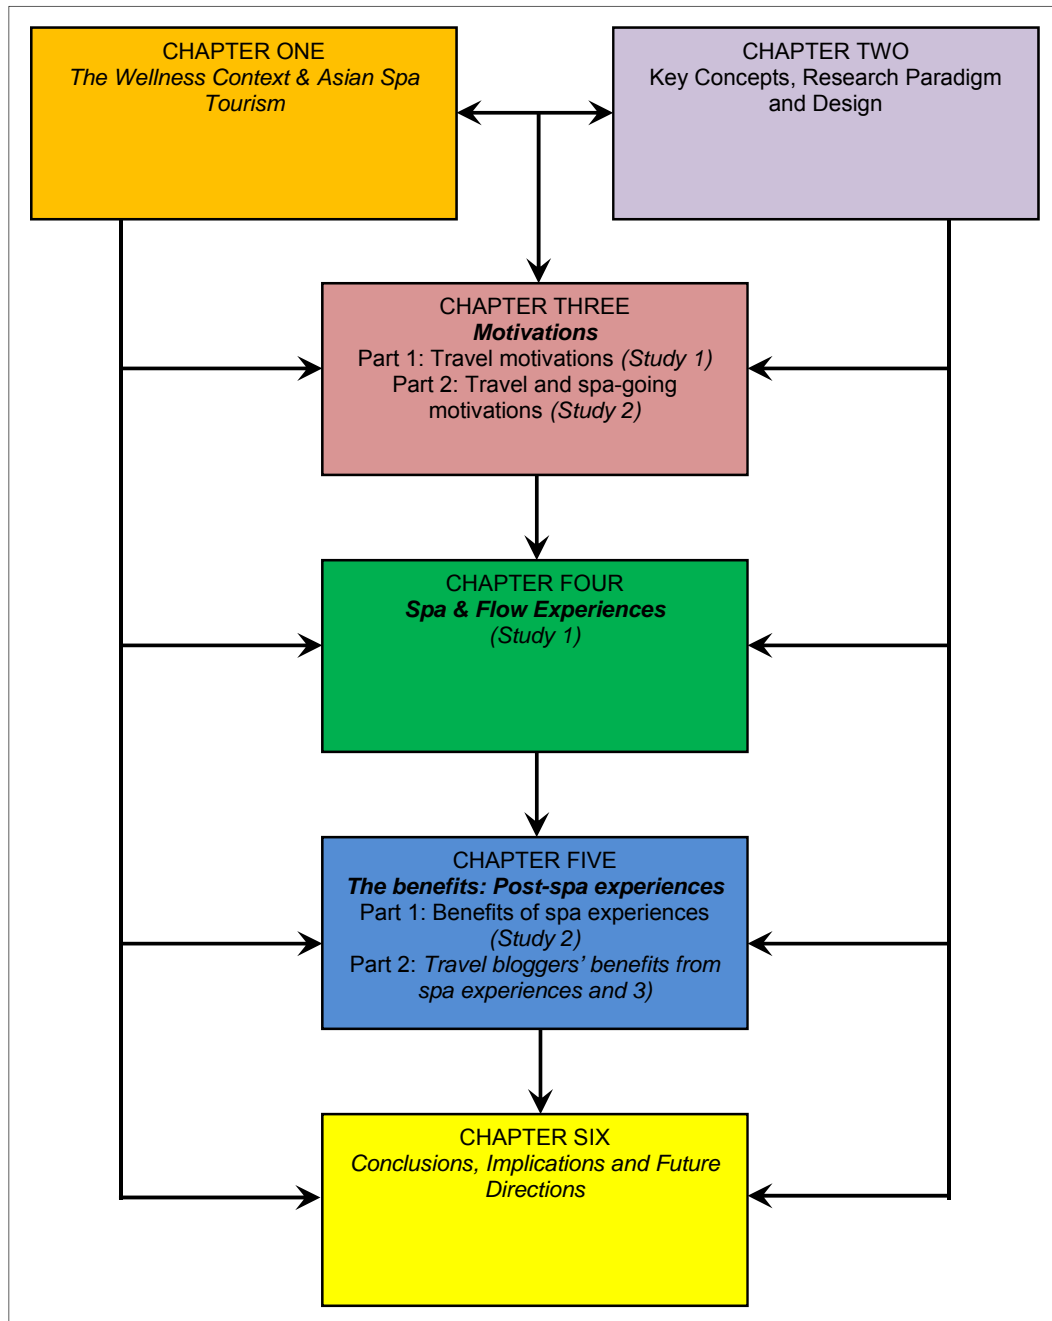 CHAPTER ONE
The Wellness Context & Asian Spa
Tourism
CHAPTER TWO
Key Concepts, Research Paradigm
and Design
CHAPTER THREE
Motivations
Part 1: Travel motivations (Study 1)
Part 2: Travel and spa-going
motivations (Study 2)
CHAPTER FOUR
Spa & Flow Experiences
(Study 1)
CHAPTER FIVE
The benefits: Post-spa experiences
Part 1: Benefits of spa experiences
(Study 2)
Part 2: Travel bloggers’ benefits from
spa experiences and 3)
CHAPTER SIX
Conclusions, Implications and Future
Directions